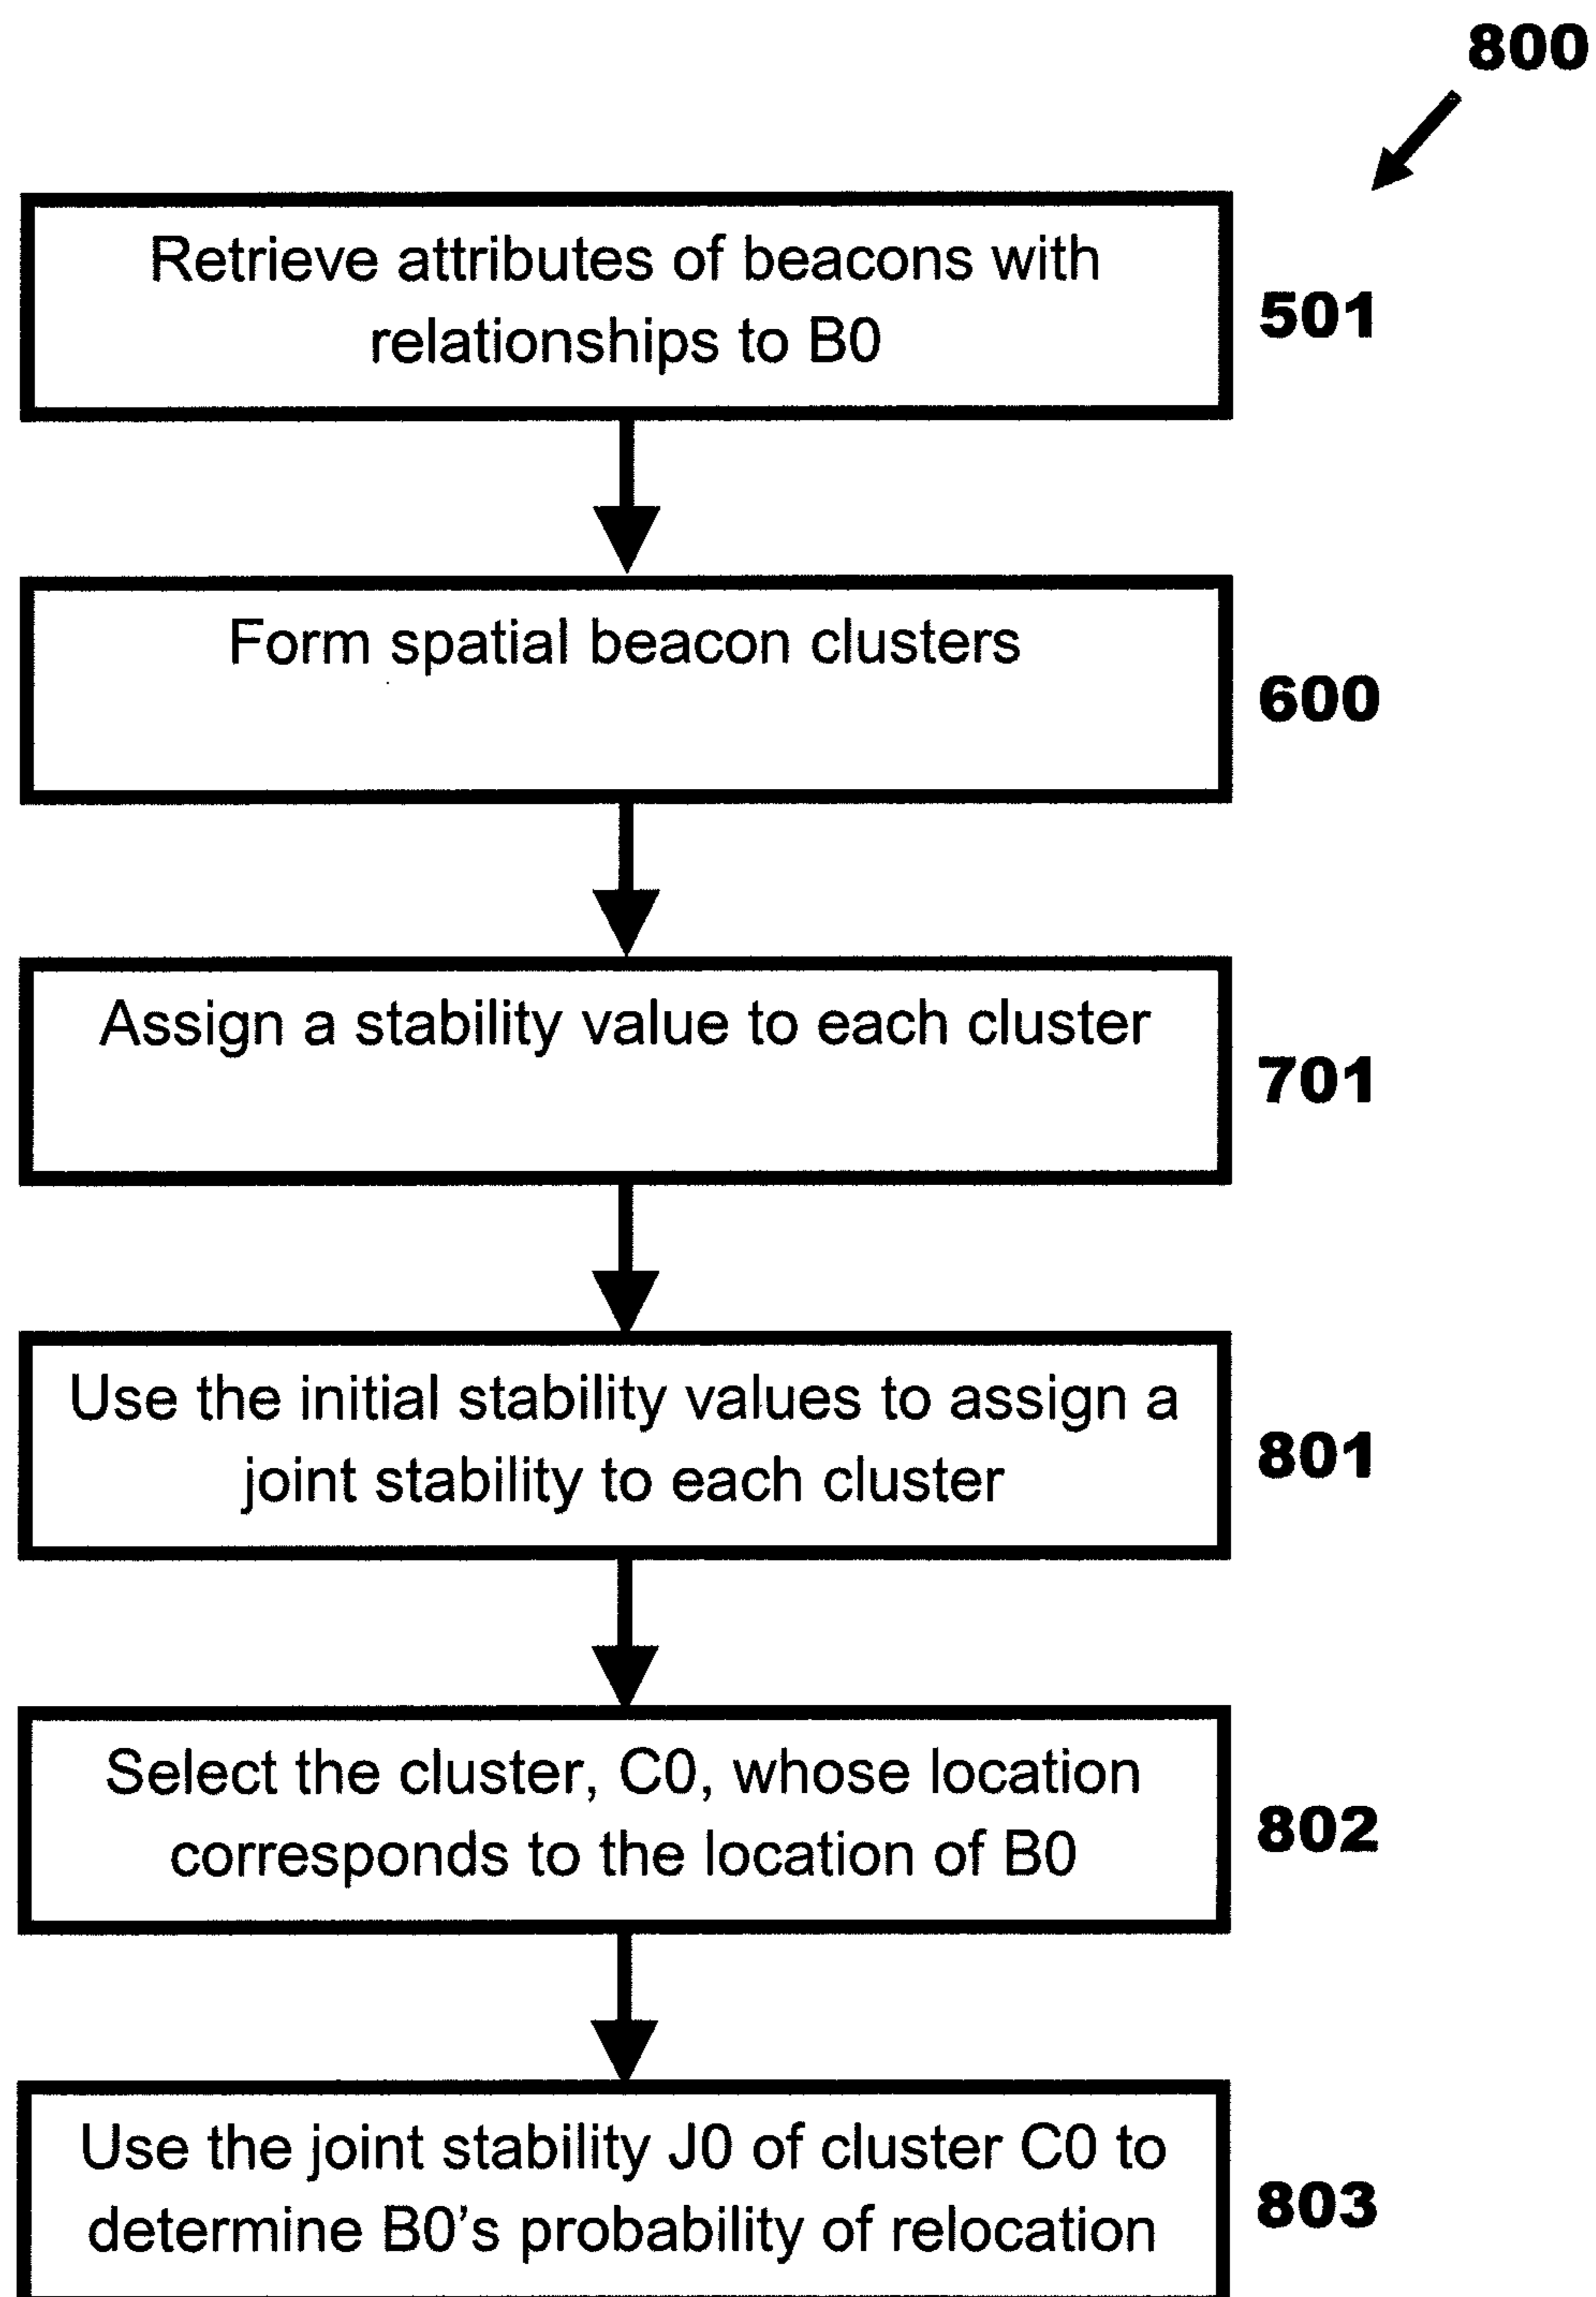 800
Retrieve attributes of beacons with
relationships to B0
501
Form spatial beacon clusters
600
Assign a stability value to each cluster
701
Use the initial stability values to assign a
joint stability to each cluster
801
Select the cluster, C0, whose location
corresponds to the location of B0
802
Use the joint stability J0 of cluster C0 to
determine B0's probability of relocation
803